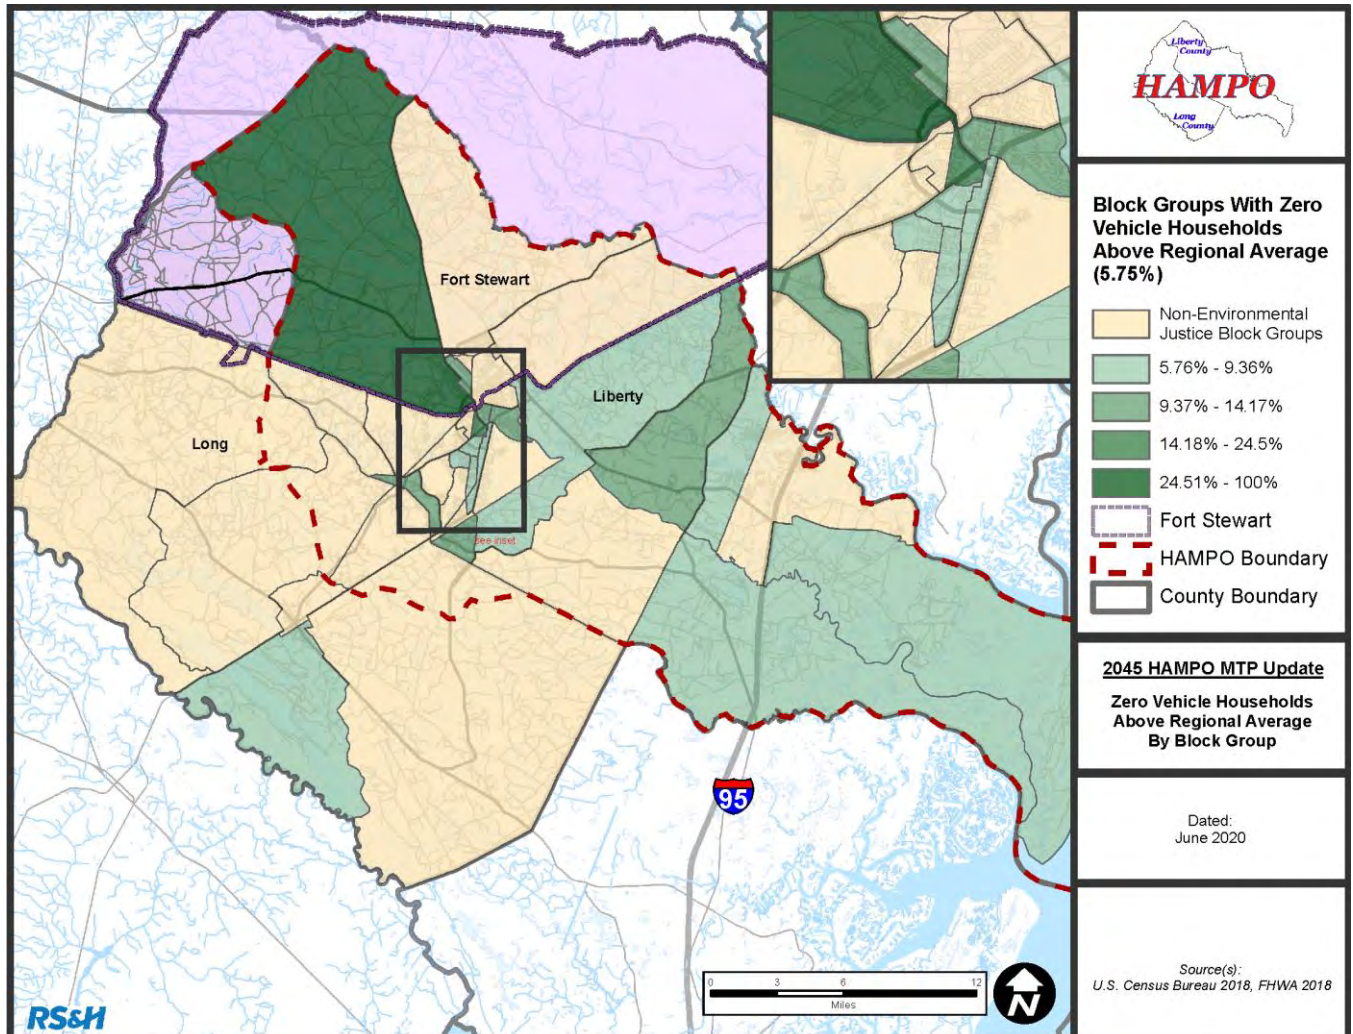 Fort Stewart
Liberty
Long
See inset
95
0 3 6 12
Miles
N
RS&H
Liberty
County
HAMPO
Long
County
Block Groups With Zero
Vehicle Households
Above Regional Average
(5.75%)
Non-Environmental
Justice Block Groups
5.76% - 9.36%
9.37% - 14.17%
14.18% - 24.5%
24.51% - 100%
Fort Stewart
HAMPO Boundary
County Boundary
2045 HAMPO MTP Update
Zero Vehicle Households
Above Regional Average
By Block Group
Dated:
June 2020
Source(s):
U.S. Census Bureau 2018, FHWA 2018